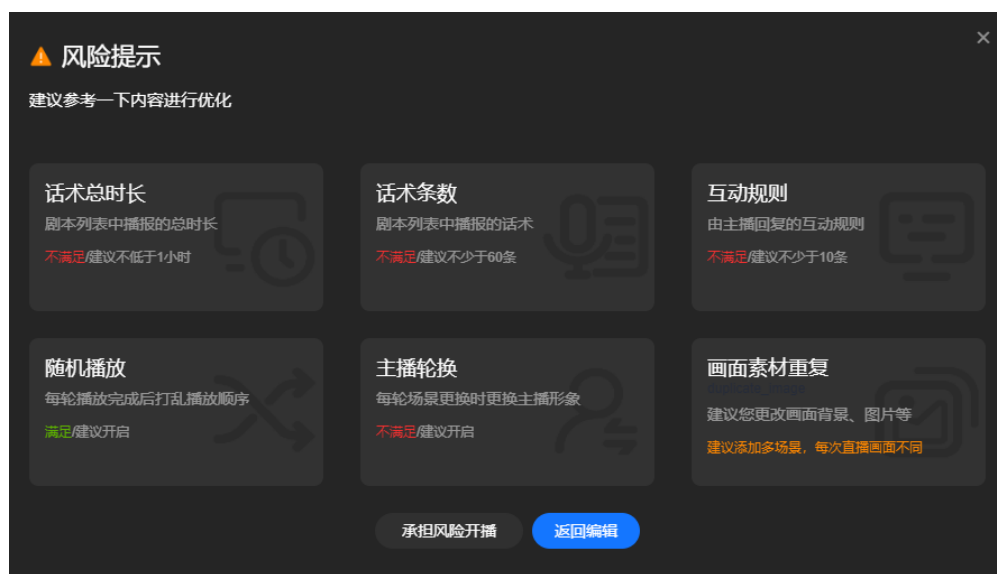 风险提示
建议参考一下内容进行优化
话术总时长
剧本列表中播报的总时长
不满足/建议不低于1小时
话术条数
剧本列表中播报的话术
不满足/建议不少于60条
互动规则
由主播回复的互动规则
不满足/建议不少于10条
随机播放
每轮播放完成后打乱播放顺序
满足/建议开启
主播轮换
每轮场景更换时更换主播形象
不满足/建议开启
画面素材重复
建议您更改画面背景、图片等
建议添加多场景，每次直播画面不同
承担风险开播
返回编辑